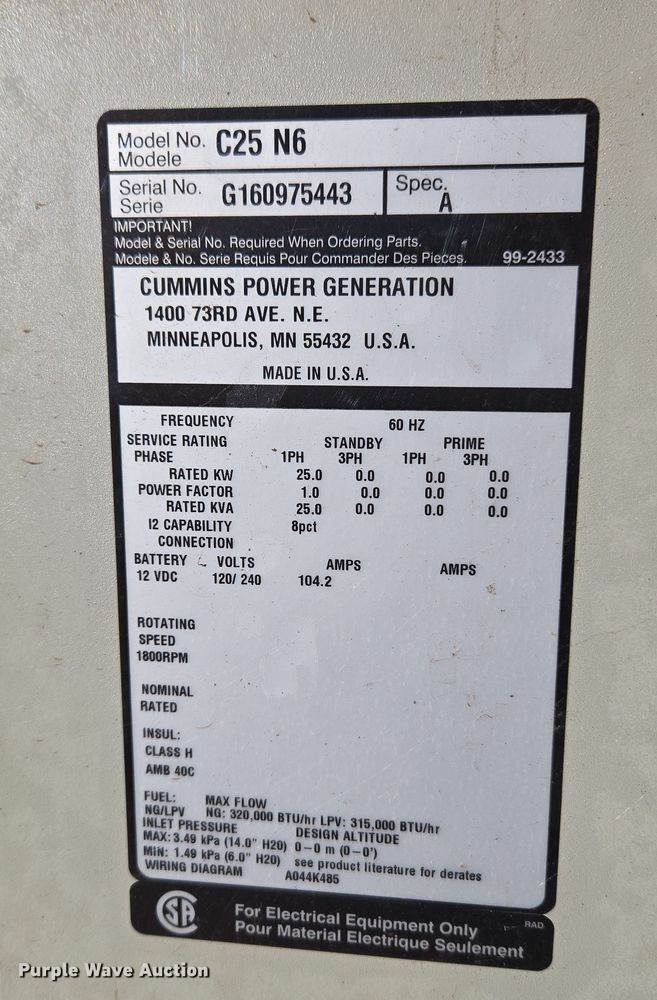 Model No. C25 N6
Modele
Serial No. G160975443 Spec. A
Serie
IMPORTANT!
Model & Serial No. Required When Ordering Parts.
Modele & No. Serie Requis Pour Commander Des Pieces. 99-2433
CUMMINS POWER GENERATION
1400 73RD AVE. N.E.
MINNEAPOLIS, MN 55432 U.S.A.
MADE IN U.S.A.
FREQUENCY 60 HZ
SERVICE RATING STANDBY PRIME
PHASE 1PH 3PH 1PH 3PH
RATED KW 25.0 0.0 0.0 0.0
POWER FACTOR 1.0 0.0 0.0 0.0
RATED KVA 25.0 0.0 0.0 0.0
I2 CAPABILITY 8pct
CONNECTION
BATTERY VOLTS AMPS AMPS
12 VDC 120/ 240 104.2
ROTATING
SPEED
1800RPM
NOMINAL
RATED
INSUL:
CLASS H
AMB 40C
FUEL: MAX FLOW
NG/LPV NG: 320,000 BTU/hr LPV: 315,000 BTU/hr
INLET PRESSURE DESIGN ALTITUDE
MAX: 3.49 kPa (14.0" H20) 0-0 m (0-0')
MIN: 1.49 kPa (6.0" H20) see product literature for derates
WIRING DIAGRAM A044K485
SA
For Electrical Equipment Only RAD
Pour Material Electrique Seulement
Purple Wave Auction